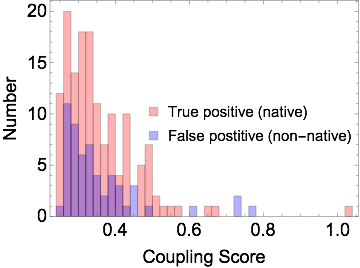 20
15
10
5
0
Number
True positive (native)
False postitive (non-native)
0.4 0.6 0.8 1.0
Coupling Score